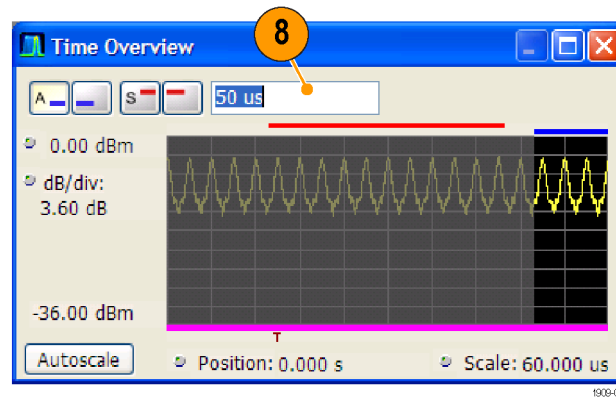 Time Overview
8
A
S
50 us
0.00 dBm
dB/div:
3.60 dB
-36.00 dBm
T
Autoscale
Position: 0.000 s
Scale: 60.000 us